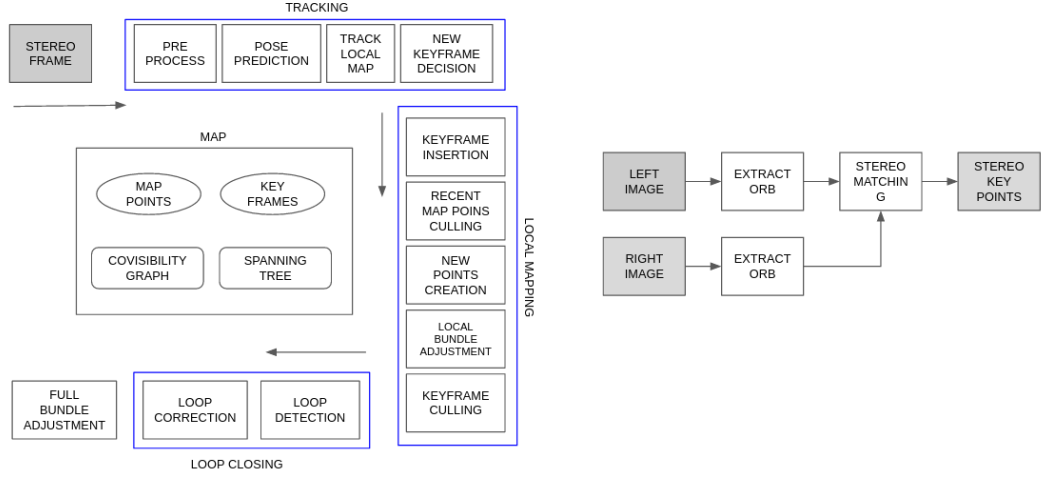 TRACKING
STEREO
FRAME
PRE
PROCESS
POSE
PREDICTION
TRACK
LOCAL
MAP
NEW
KEYFRAME
DECISION
MAP
MAP
POINTS
KEY
FRAMES
COVISIBILITY
GRAPH
SPANNING
TREE
KEYFRAME
INSERTION
RECENT
MAP POINS
CULLING
NEW
POINTS
CREATION
LOCAL
BUNDLE
ADJUSTMENT
KEYFRAME
CULLING
LOCAL MAPPING
FULL
BUNDLE
ADJUSTMENT
LOOP
CORRECTION
LOOP
DETECTION
LOOP CLOSING
LEFT
IMAGE
EXTRACT
ORB
STEREO
MATCHIN
G
STEREO
KEY
POINTS
RIGHT
IMAGE
EXTRACT
ORB